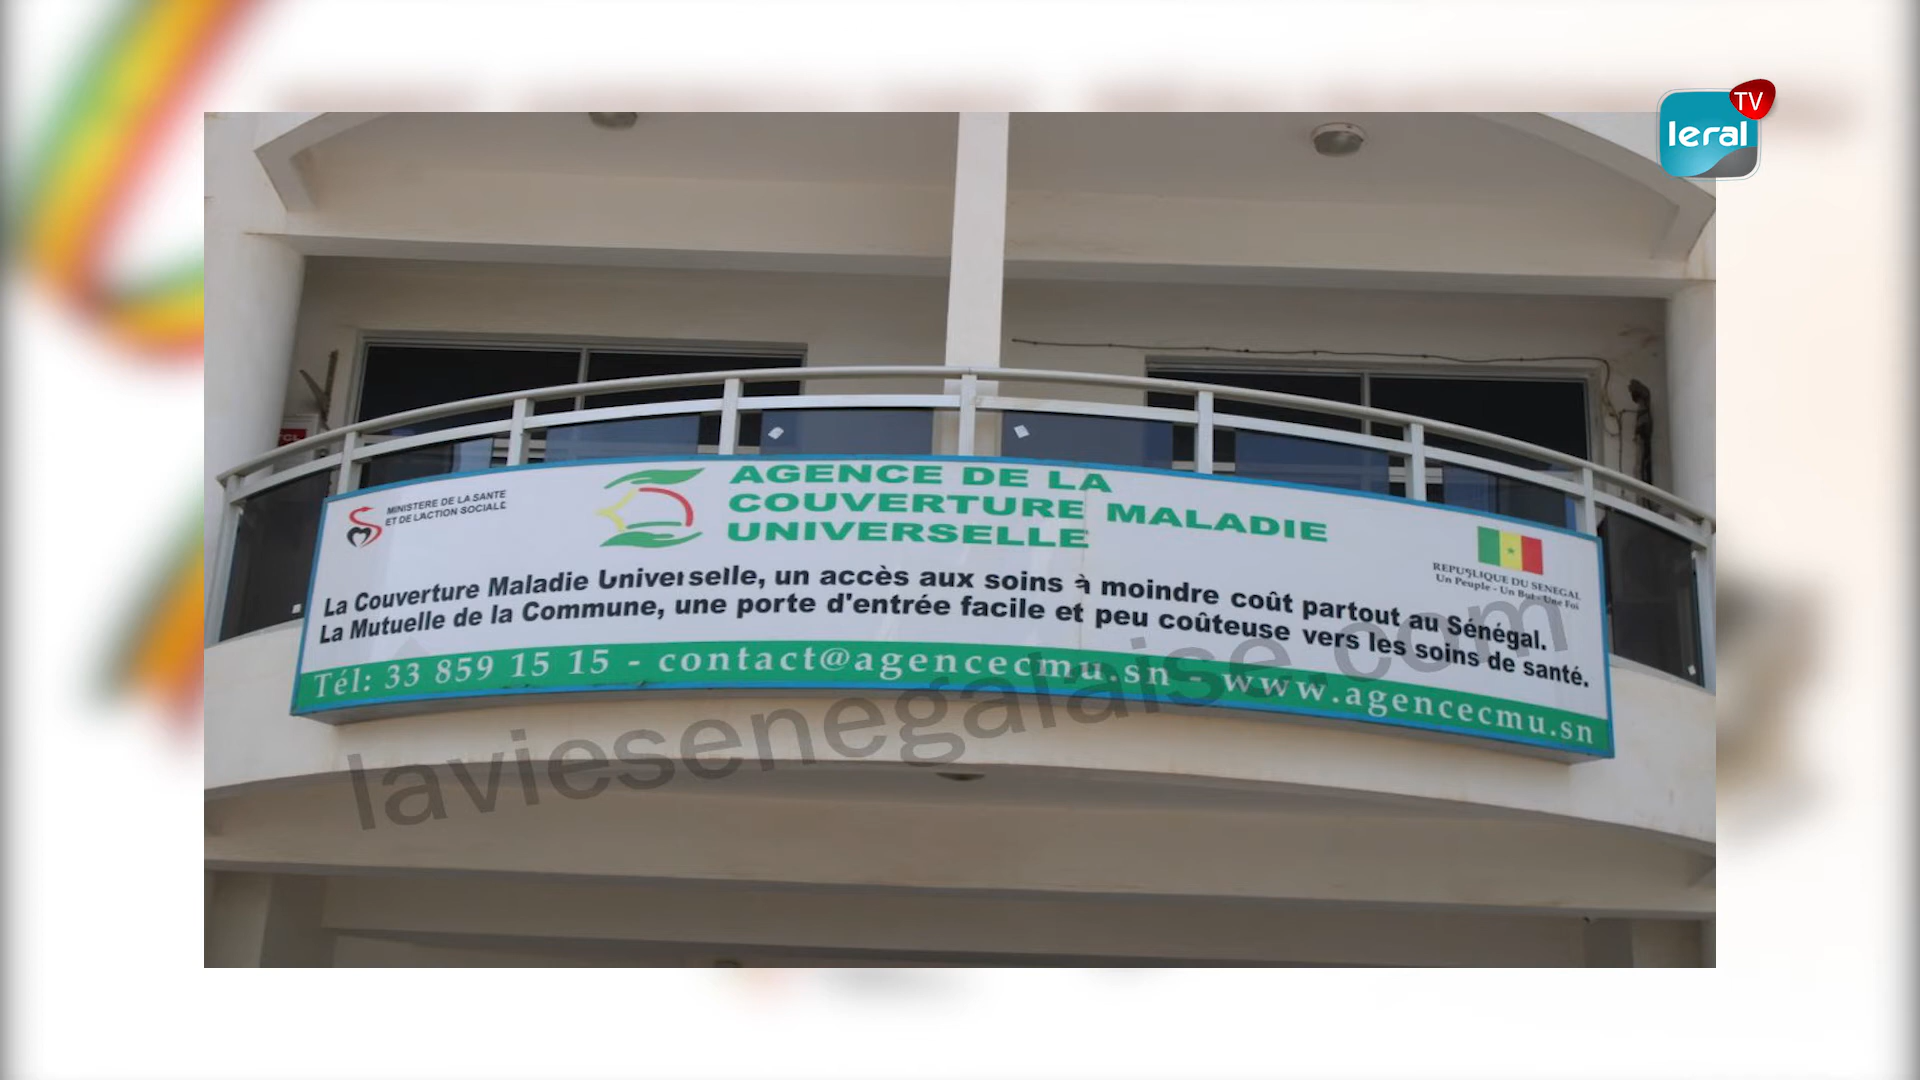 TV
leral
TCL
MINISTERE DE LA SANTE
ET DE L'ACTION SOCIALE
AGENCE DE LA
COUVERTURE MALADIE
UNIVERSELLE
REPUBLIQUE DU SENEGAL
Un Peuple - Un But - Une Foi
La Couverture Maladie Universelle, un accès aux soins à moindre coût partout au Sénégal.
La Mutuelle de la Commune, une porte d'entrée facile et peu coûteuse vers les soins de santé.
Tél: 33 859 15 15 - contact@agencecmu.sn - www.agencecmu.sn
laviesenegalaise.com